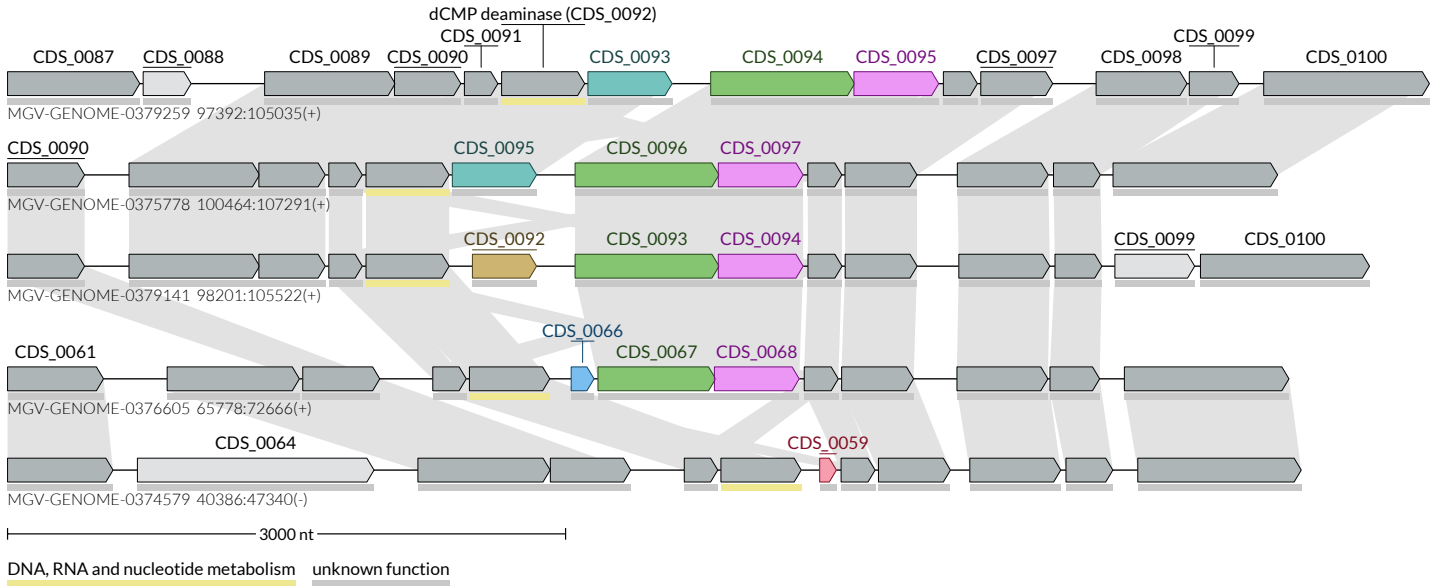 dCMP deaminase (CDS_0092)
CDS_0091 CDS_0099
CDS_0087 CDS_0088 CDS_0089 CDS_0090 CDS_0093 CDS_0094 CDS_0095 CDS_0097 CDS_0098 CDS_0100
MGV-GENOME-0379259 97392:105035(+)
CDS_0090 CDS_0095 CDS_0096 CDS_0097
MGV-GENOME-0375778 100464:107291(+)
CDS_0092 CDS_0093 CDS_0094 CDS_0099 CDS_0100
MGV-GENOME-0379141 98201:105522(+)
CDS_0066
CDS_0061 CDS_0067 CDS_0068
MGV-GENOME-0376605 65778:72666(+)
CDS_0064 CDS_0059
MGV-GENOME-0374579 40386:47340(-)
3000 nt
DNA, RNA and nucleotide metabolism unknown function